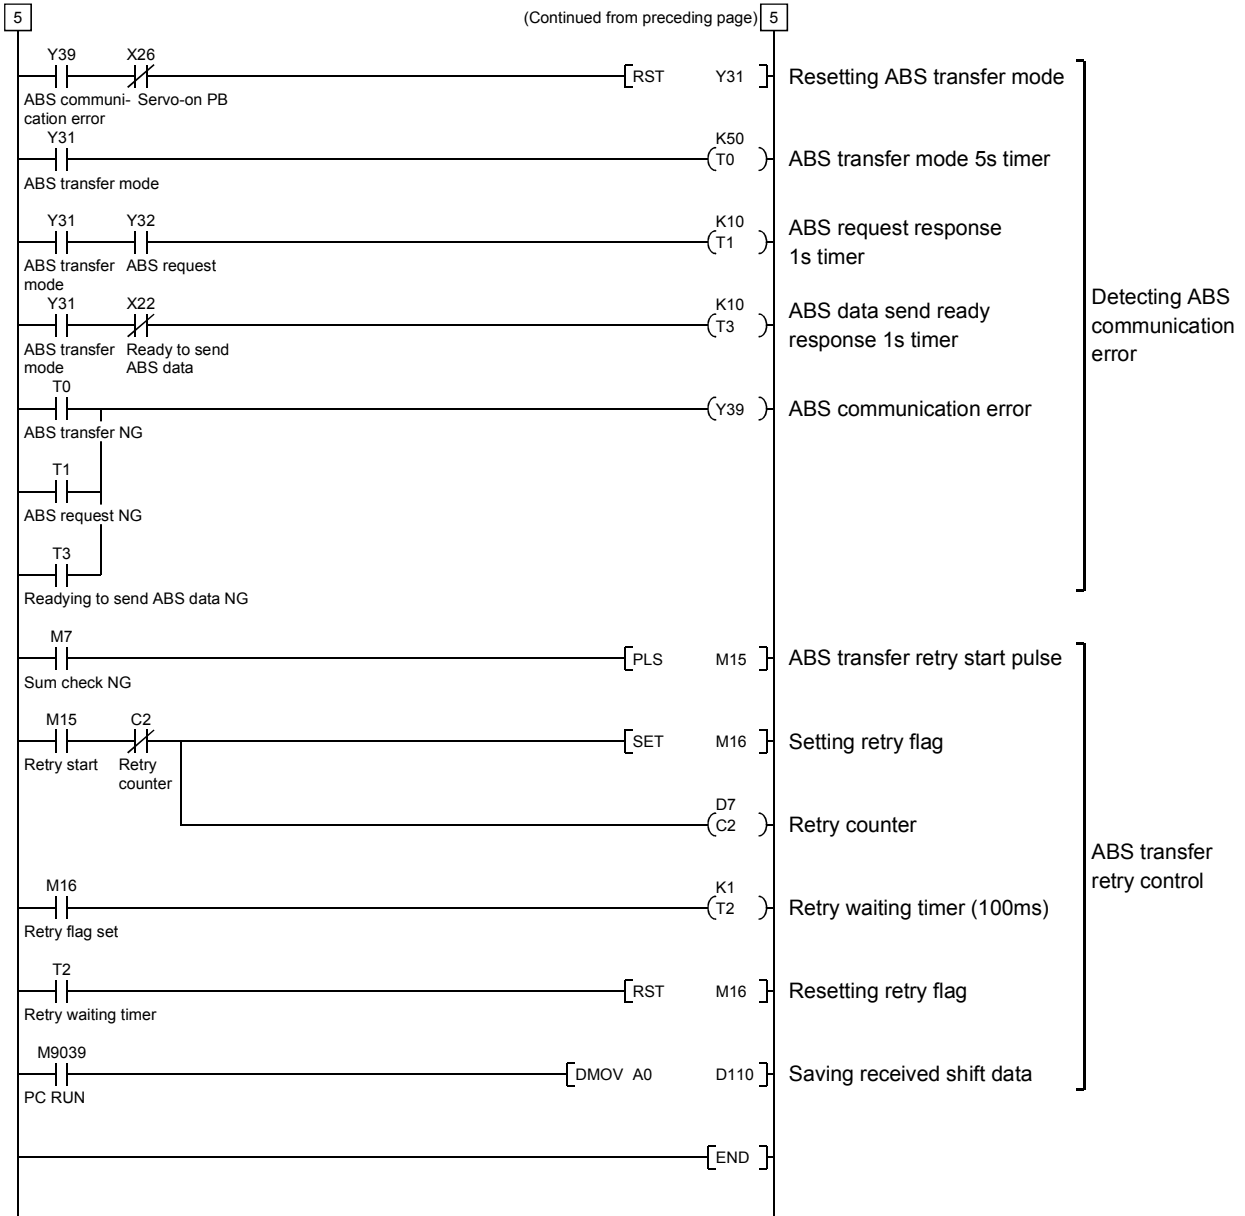 5
(Continued from preceding page) 5
Y39 X26
RST Y31 Resetting ABS transfer mode
ABS communi- Servo-on PB
cation error
Y31 K50
T0 ABS transfer mode 5s timer
ABS transfer mode
Y31 Y32 K10
T1 ABS request response
1s timer
ABS transfer ABS request
mode
Y31 X22 K10
T3 ABS data send ready
response 1s timer
ABS transfer Ready to send
mode ABS data
Detecting ABS
communication
error
T0
Y39 ABS communication error
ABS transfer NG
T1
ABS request NG
T3
Readying to send ABS data NG
M7
PLS M15 ABS transfer retry start pulse
Sum check NG
M15 C2
SET M16 Setting retry flag
Retry start Retry
counter
D7
C2 Retry counter
ABS transfer
retry control
M16 K1
T2 Retry waiting timer (100ms)
Retry flag set
T2
RST M16 Resetting retry flag
Retry waiting timer
M9039
DMOV A0 D110 Saving received shift data
PC RUN
END